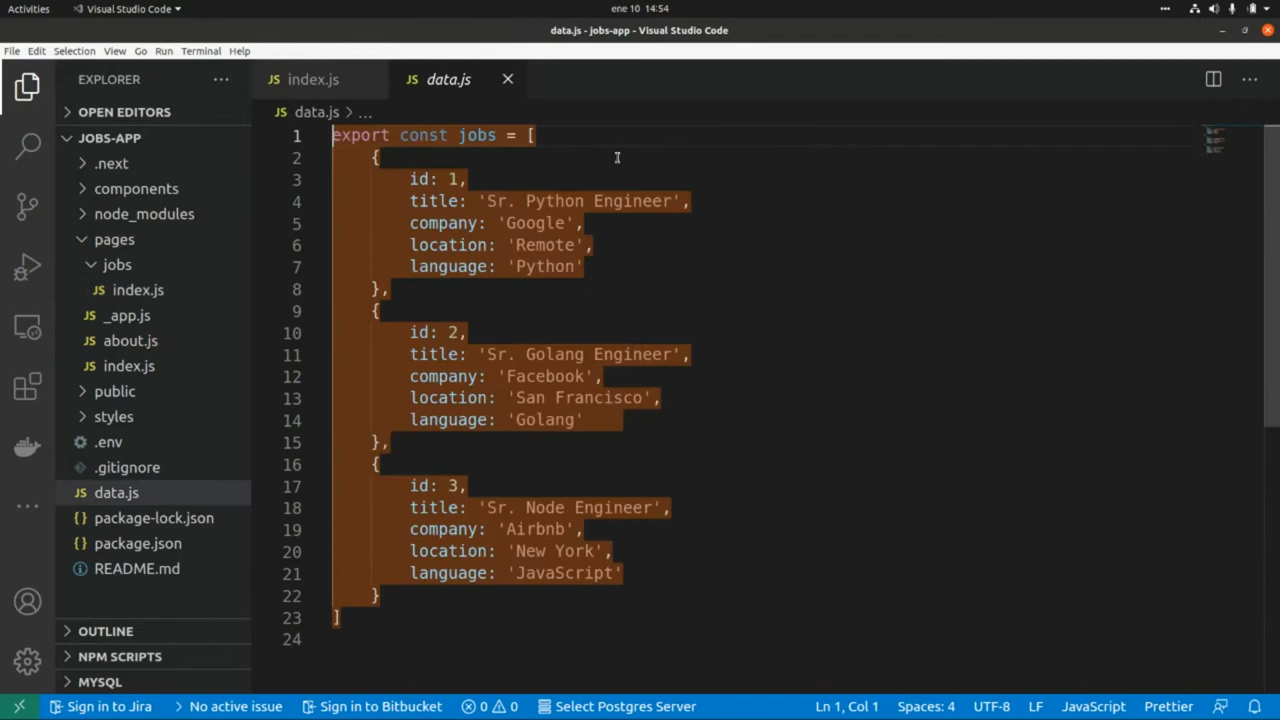 Activities
Visual Studio Code
ene 10 14:54
data.js - jobs-app - Visual Studio Code
File Edit Selection View Go Run Terminal Help
EXPLORER
OPEN EDITORS
JOBS-APP
.next
components
node_modules
pages
jobs
JS index.js
JS _app.js
JS about.js
JS index.js
public
styles
.env
.gitignore
JS data.js
{} package-lock.json
{} package.json
README.md
OUTLINE
NPM SCRIPTS
MYSQL
JS index.js
JS data.js
JS data.js > ...
1 export const jobs = [
2 {
3 id: 1,
4 title: 'Sr. Python Engineer',
5 company: 'Google',
6 location: 'Remote',
7 language: 'Python'
8 },
9 {
10 id: 2,
11 title: 'Sr. Golang Engineer',
12 company: 'Facebook',
13 location: 'San Francisco',
14 language: 'Golang'
15 },
16 {
17 id: 3,
18 title: 'Sr. Node Engineer',
19 company: 'Airbnb',
20 location: 'New York',
21 language: 'JavaScript'
22 }
23 ]
24
Sign in to Jira No active issue Sign in to Bitbucket 0 0 Select Postgres Server Ln 1, Col 1 Spaces: 4 UTF-8 LF JavaScript Prettier